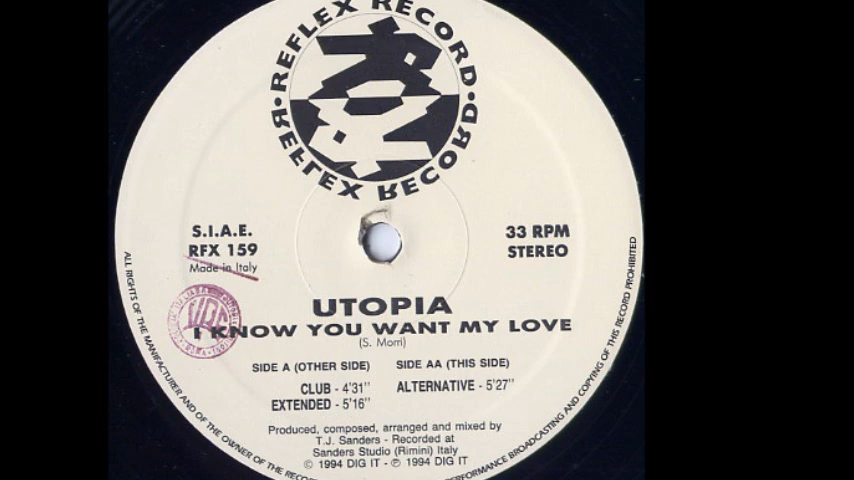 REFLEX RECORD
REFLEX RECORD
S.I.A.E.
RFX 159
Made in Italy
33 RPM
STEREO
UTOPIA
I KNOW YOU WANT MY LOVE
(S. Morri)
SIDE A (OTHER SIDE)
CLUB - 4'31"
EXTENDED - 5'16"
SIDE AA (THIS SIDE)
ALTERNATIVE - 5'27"
Produced, composed, arranged and mixed by
T.J. Sanders - Recorded at
Sanders Studio (Rimini) Italy
© 1994 DIG IT - ℗ 1994 DIG IT
ALL RIGHTS OF THE MANIFACTURER AND OF THE OWNER OF THE RECO
PERFORMANCE BROADCASTING AND COPYING OF THIS RECORD PROHIBITED